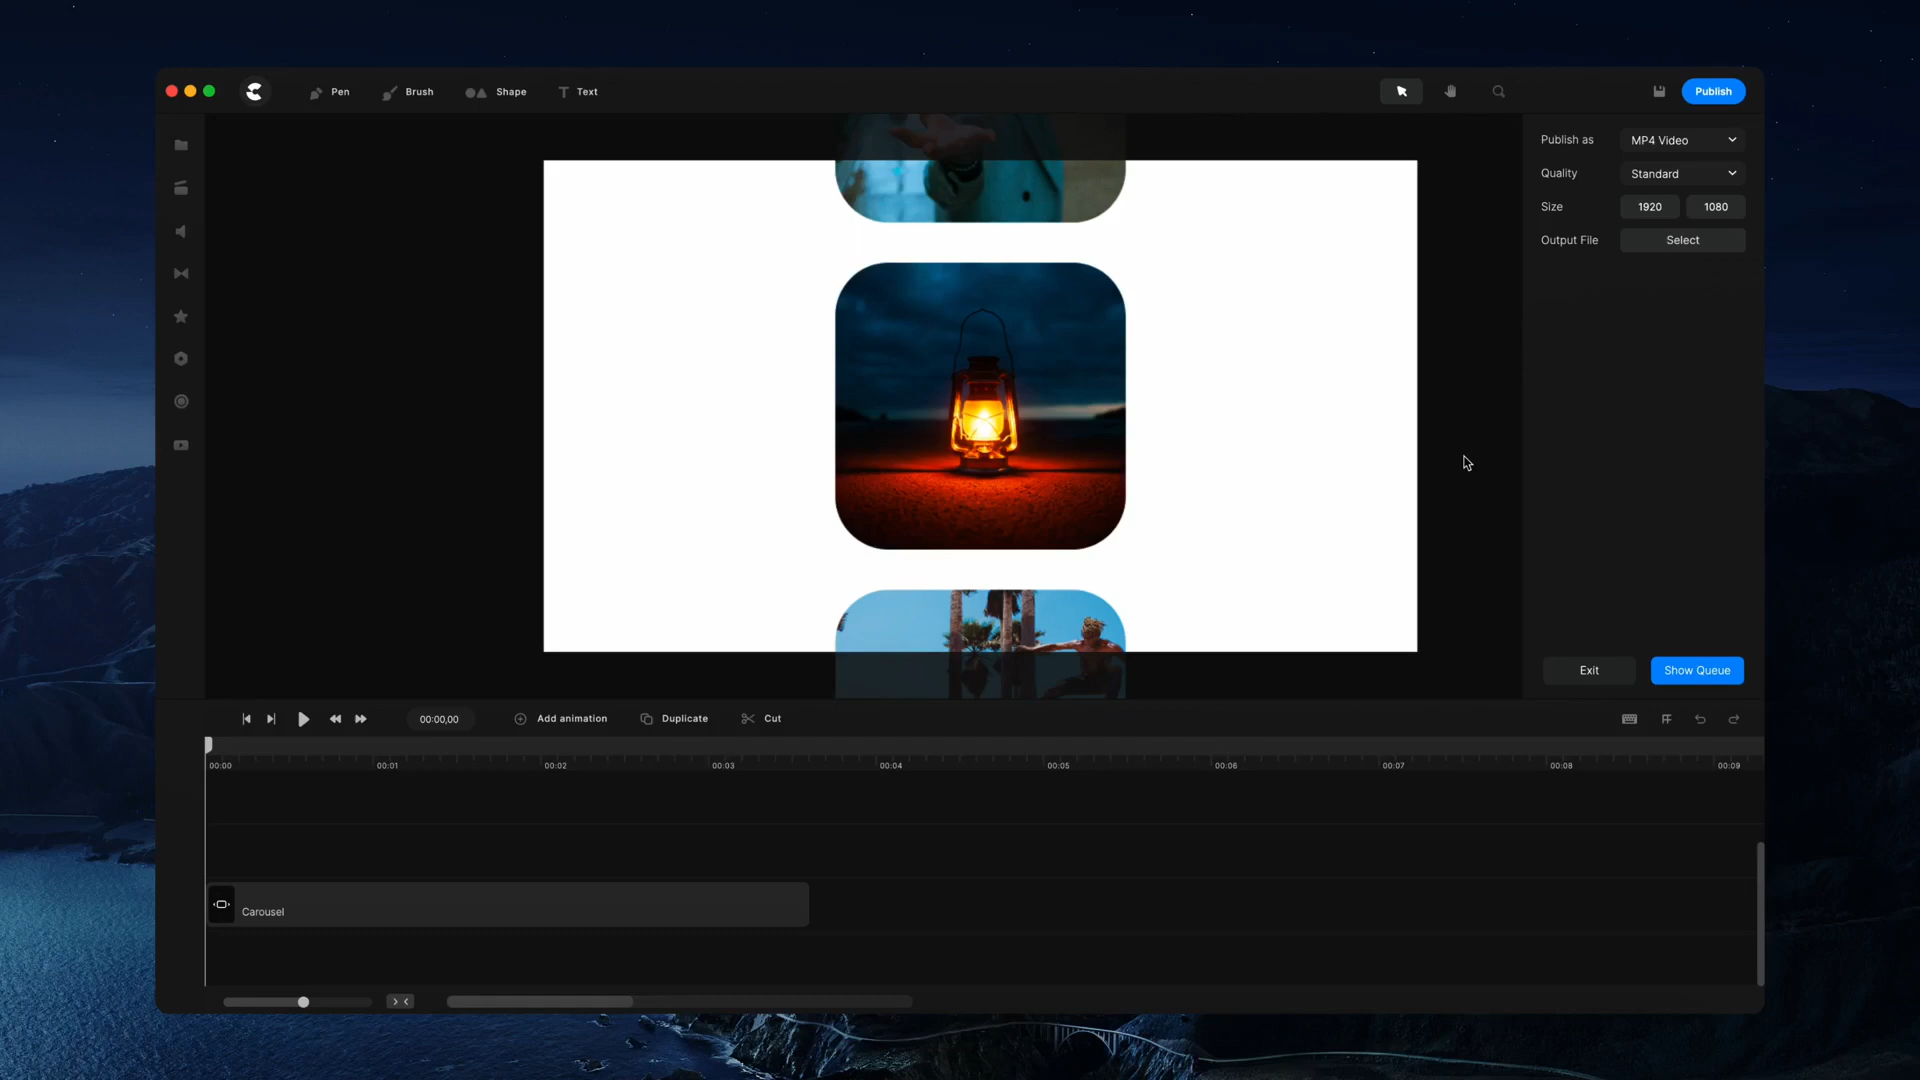 Pen Brush Shape Text Publish
Publish as MP4 Video
Quality Standard
Size 1920 1080
Output File Select
Exit Show Queue
00:00,00 Add animation Duplicate Cut
00:00 00:01 00:02 00:03 00:04 00:05 00:06 00:07 00:08 00:09
Carousel